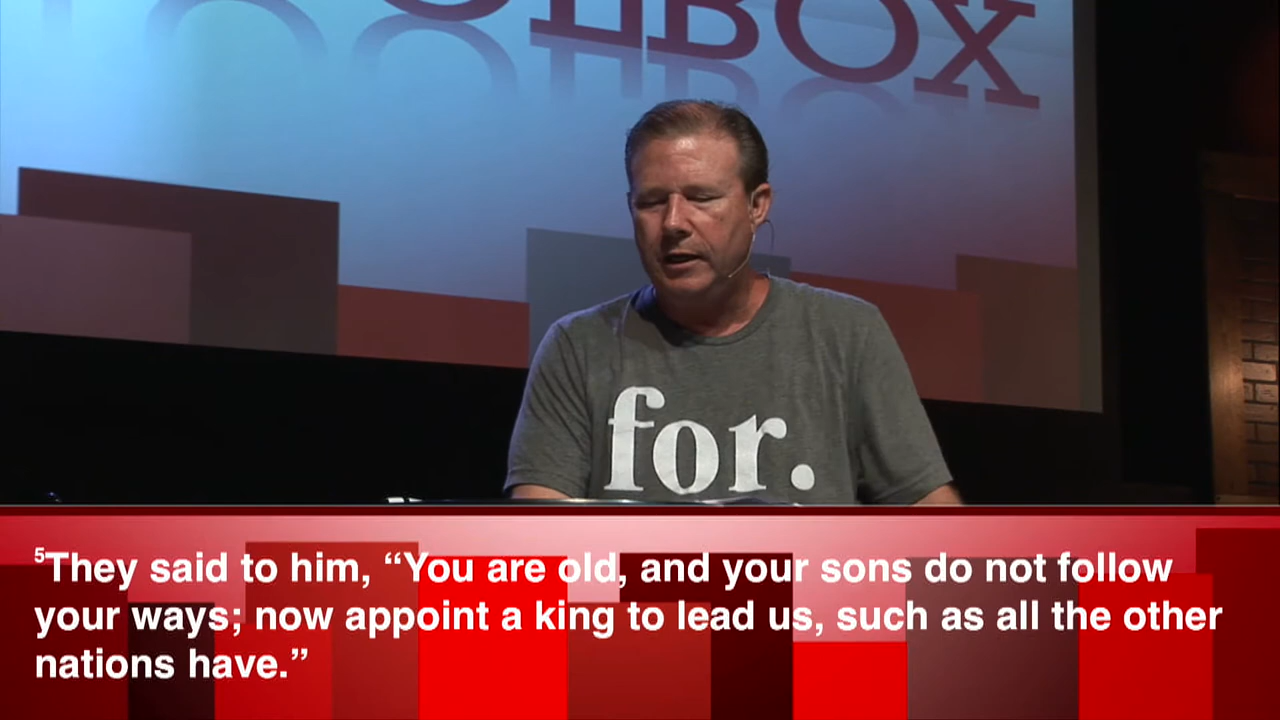 for.
⁵They said to him, “You are old, and your sons do not follow
your ways; now appoint a king to lead us, such as all the other
nations have.”